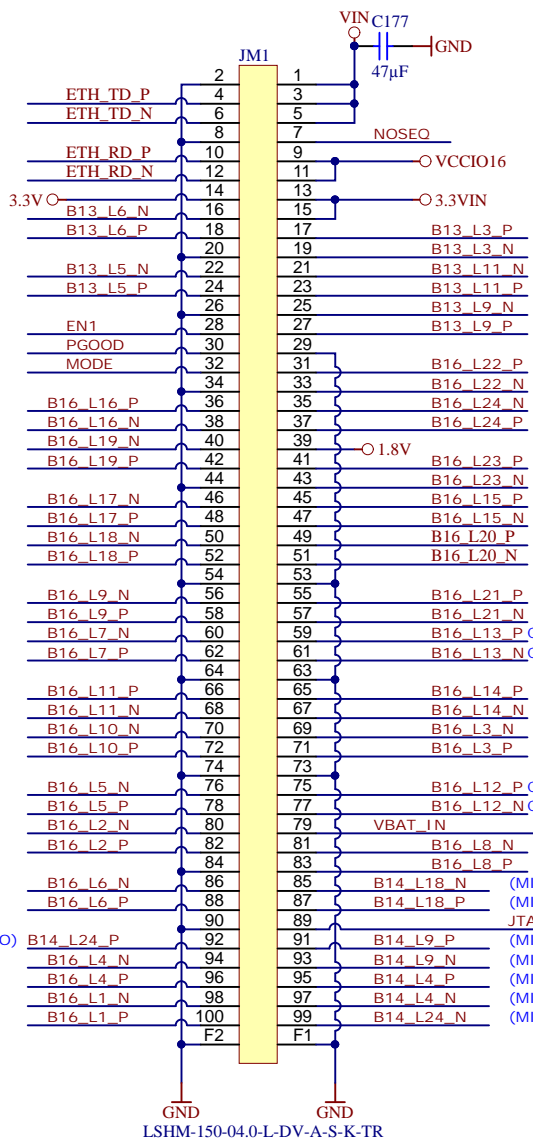 VIN
C177
GND
47µF
JM1
2 1
ETH_TD_P 4 3
ETH_TD_N 6 5
8 7 NOSEQ
ETH_RD_P 10 9 VCCIO16
ETH_RD_N 12 11
3.3V 14 13 3.3VIN
B13_L6_N 16 15
B13_L6_P 18 17 B13_L3_P
20 19 B13_L3_N
B13_L5_N 22 21 B13_L11_N
B13_L5_P 24 23 B13_L11_P
26 25 B13_L9_N
EN1 28 27 B13_L9_P
PGOOD 30 29
MODE 32 31 B16_L22_P
34 33 B16_L22_N
B16_L16_P 36 35 B16_L24_N
B16_L16_N 38 37 B16_L24_P
B16_L19_N 40 39 1.8V
B16_L19_P 42 41 B16_L23_P
44 43 B16_L23_N
B16_L17_N 46 45 B16_L15_P
B16_L17_P 48 47 B16_L15_N
B16_L18_N 50 49 B16_L20_P
B16_L18_P 52 51 B16_L20_N
54 53
B16_L9_N 56 55 B16_L21_P
B16_L9_P 58 57 B16_L21_N
B16_L7_N 60 59 B16_L13_P
B16_L7_P 62 61 B16_L13_N
64 63
B16_L11_P 66 65 B16_L14_P
B16_L11_N 68 67 B16_L14_N
B16_L10_N 70 69 B16_L3_N
B16_L10_P 72 71 B16_L3_P
74 73
B16_L5_N 76 75 B16_L12_P
B16_L5_P 78 77 B16_L12_N
B16_L2_N 80 79 VBAT_IN
B16_L2_P 82 81 B16_L8_N
84 83 B16_L8_P
B16_L6_N 86 85 B14_L18_N (MI
B16_L6_P 88 87 B14_L18_P (MI
90 89 JTA
O) B14_L24_P 92 91 B14_L9_P (MI
B16_L4_N 94 93 B14_L9_N (MI
B16_L4_P 96 95 B14_L4_P (MI
B16_L1_N 98 97 B14_L4_N (MI
B16_L1_P 100 99 B14_L24_N (MI
F2 F1
GND GND
LSHM-150-04.0-L-DV-A-S-K-TR